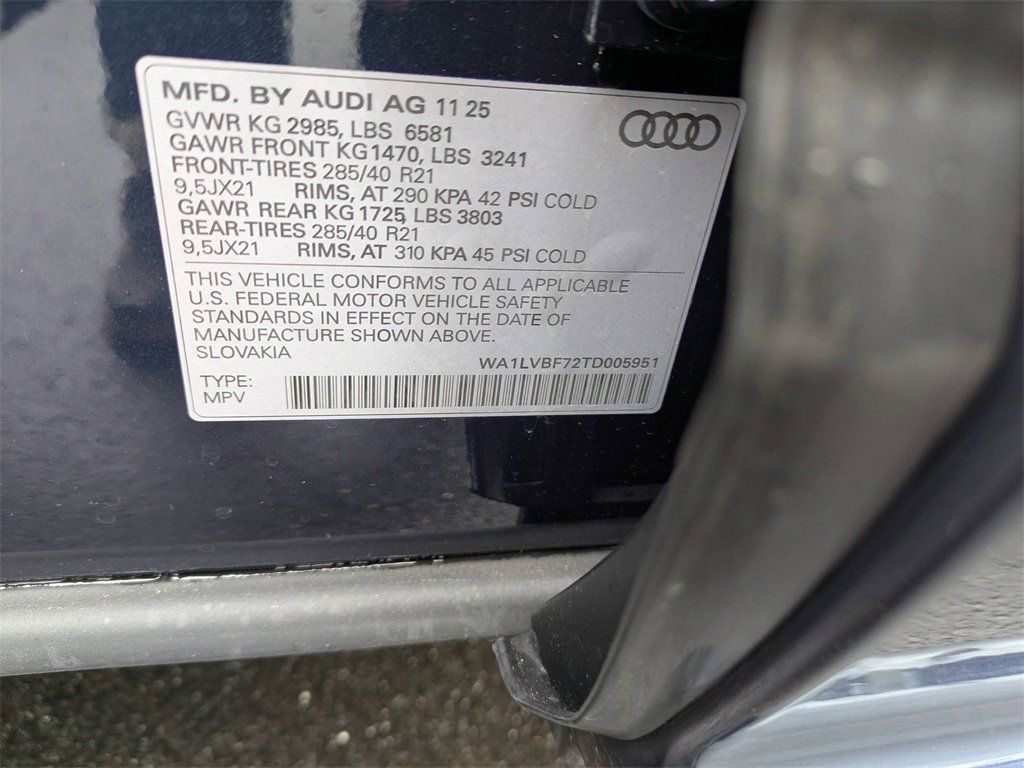 MFD. BY AUDI AG 11 25
GVWR KG 2985, LBS 6581
GAWR FRONT KG1470, LBS 3241
FRONT-TIRES 285/40 R21
9,5JX21 RIMS, AT 290 KPA 42 PSI COLD
GAWR REAR KG 1725, LBS 3803
REAR-TIRES 285/40 R21
9,5JX21 RIMS, AT 310 KPA 45 PSI COLD
THIS VEHICLE CONFORMS TO ALL APPLICABLE
U.S. FEDERAL MOTOR VEHICLE SAFETY
STANDARDS IN EFFECT ON THE DATE OF
MANUFACTURE SHOWN ABOVE.
SLOVAKIA
WA1LVBF72TD005951
TYPE:
MPV